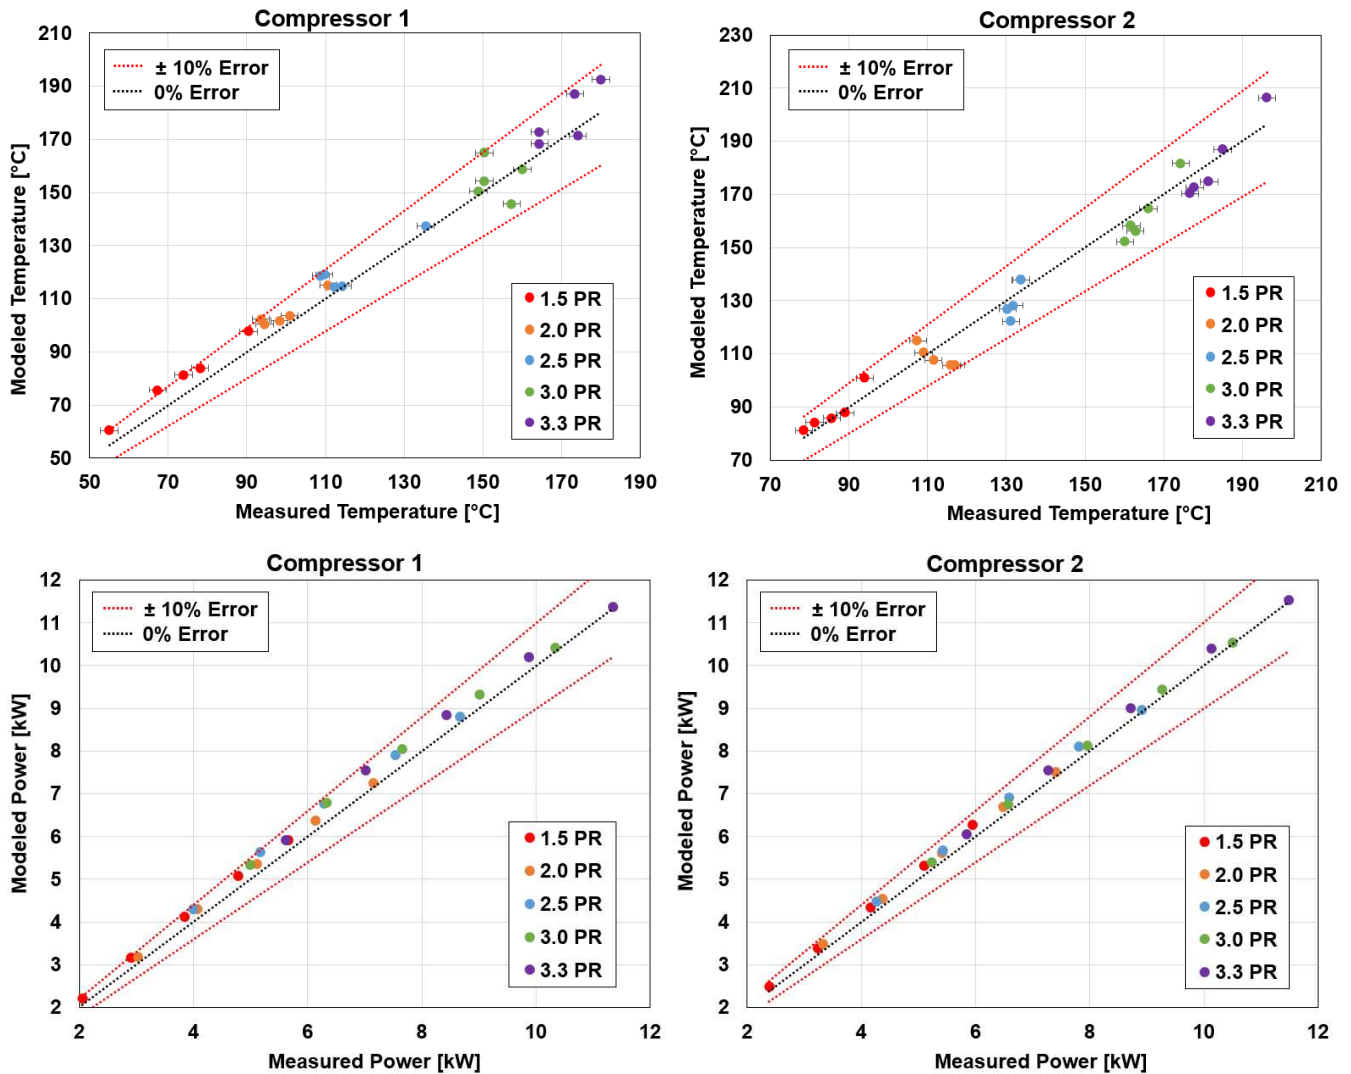 Compressor 1
210
190
170
150
130
110
90
70
50
Modeled Temperature [°C]
± 10% Error
0% Error
1.5 PR
2.0 PR
2.5 PR
3.0 PR
3.3 PR
50 70 90 110 130 150 170 190
Measured Temperature [°C]
Compressor 2
230
210
190
170
150
130
110
90
70
Modeled Temperature [°C]
± 10% Error
0% Error
1.5 PR
2.0 PR
2.5 PR
3.0 PR
3.3 PR
70 90 110 130 150 170 190 210
Measured Temperature [°C]
Compressor 1
12
11
10
9
8
7
6
5
4
3
2
Modeled Power [kW]
± 10% Error
0% Error
1.5 PR
2.0 PR
2.5 PR
3.0 PR
3.3 PR
2 4 6 8 10 12
Measured Power [kW]
Compressor 2
12
11
10
9
8
7
6
5
4
3
2
Modeled Power [kW]
± 10% Error
0% Error
1.5 PR
2.0 PR
2.5 PR
3.0 PR
3.3 PR
2 4 6 8 10 12
Measured Power [kW]